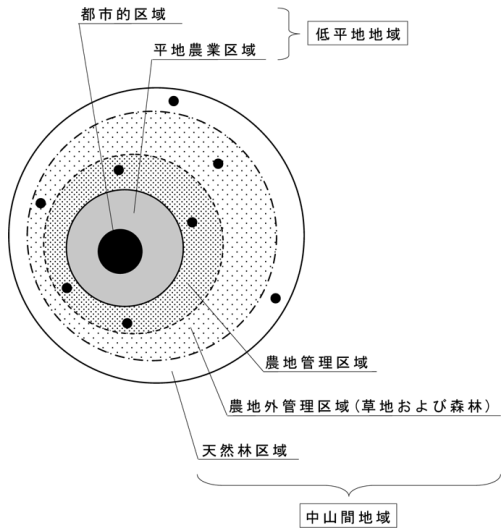 都市的区域
低平地地域
平地農業区域
農地管理区域
農地外管理区域(草地および森林)
天然林区域
中山間地域